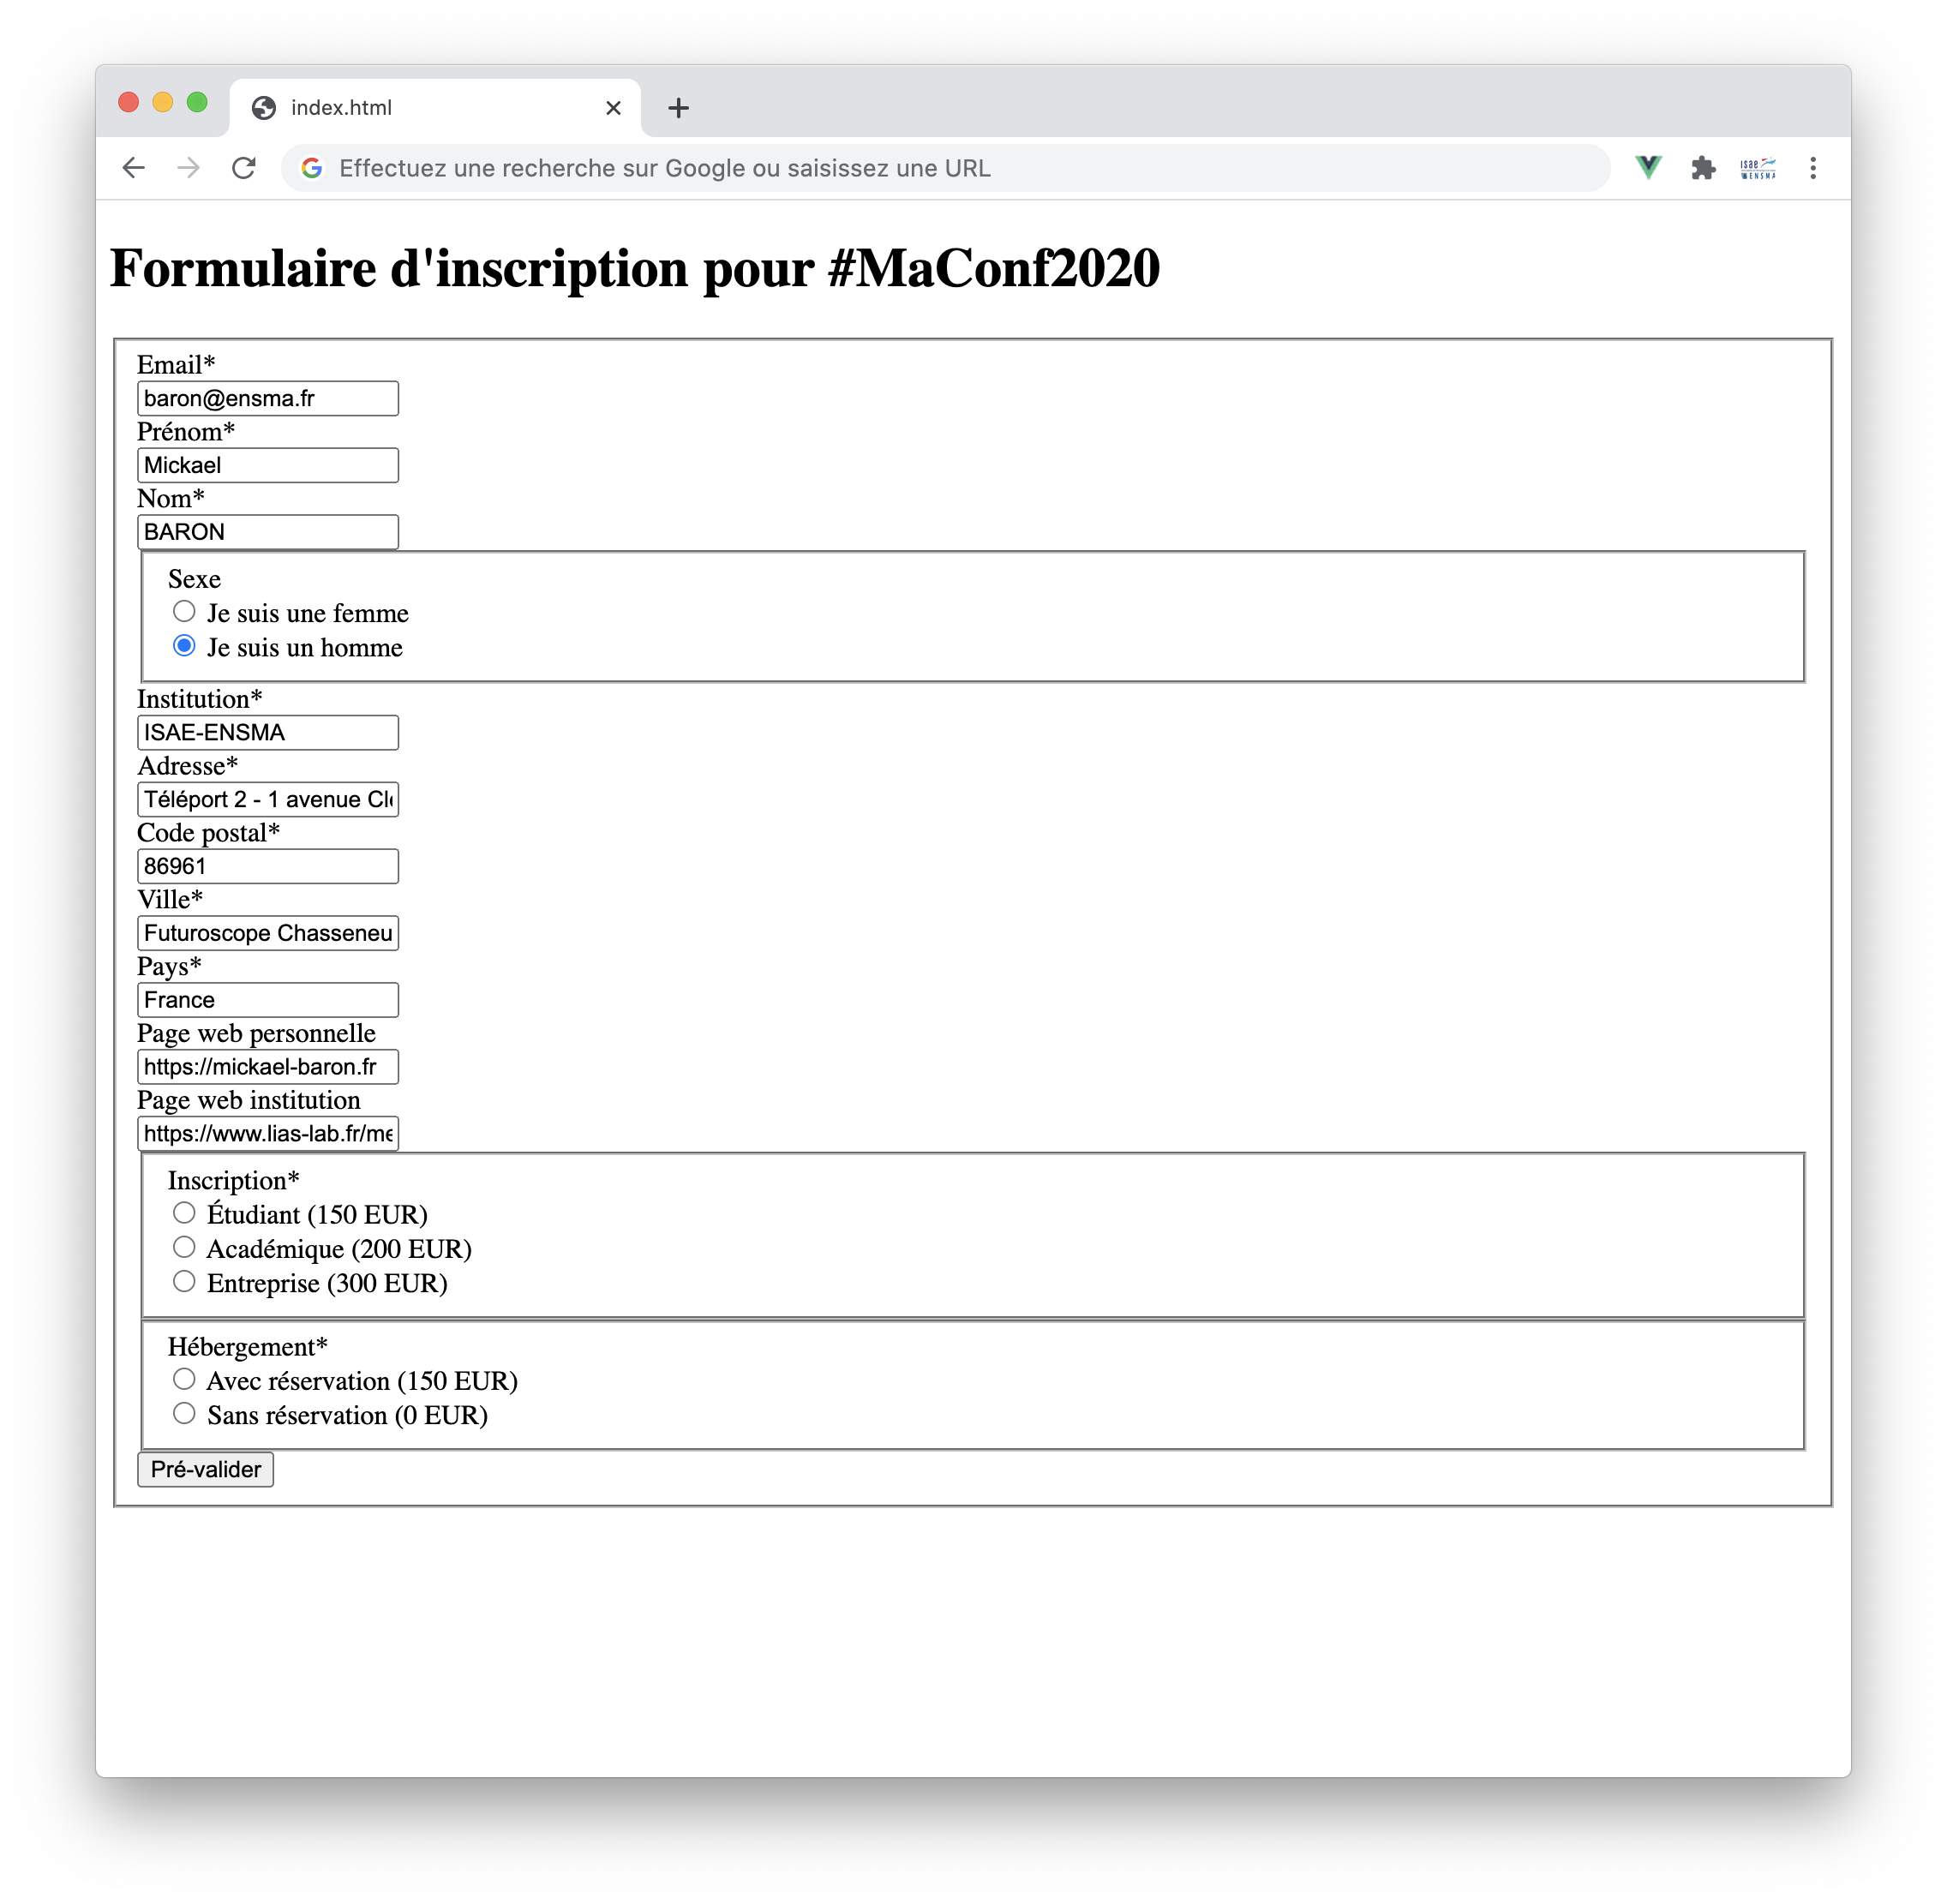 index.html
Effectuez une recherche sur Google ou saisissez une URL
isae
ENSMA
Formulaire d'inscription pour #MaConf2020
Email*
baron@ensma.fr
Prénom*
Mickael
Nom*
BARON
Sexe
Je suis une femme
Je suis un homme
Institution*
ISAE-ENSMA
Adresse*
Téléport 2 - 1 avenue
Code postal*
86961
Ville*
Futuroscope Chasseneu
Pays*
France
Page web personnelle
https://mickael-baron.fr
Page web institution
https://www.lias-lab.fr/me
Inscription*
Étudiant (150 EUR)
Académique (200 EUR)
Entreprise (300 EUR)
Hébergement*
Avec réservation (150 EUR)
Sans réservation (0 EUR)
Pré-valider